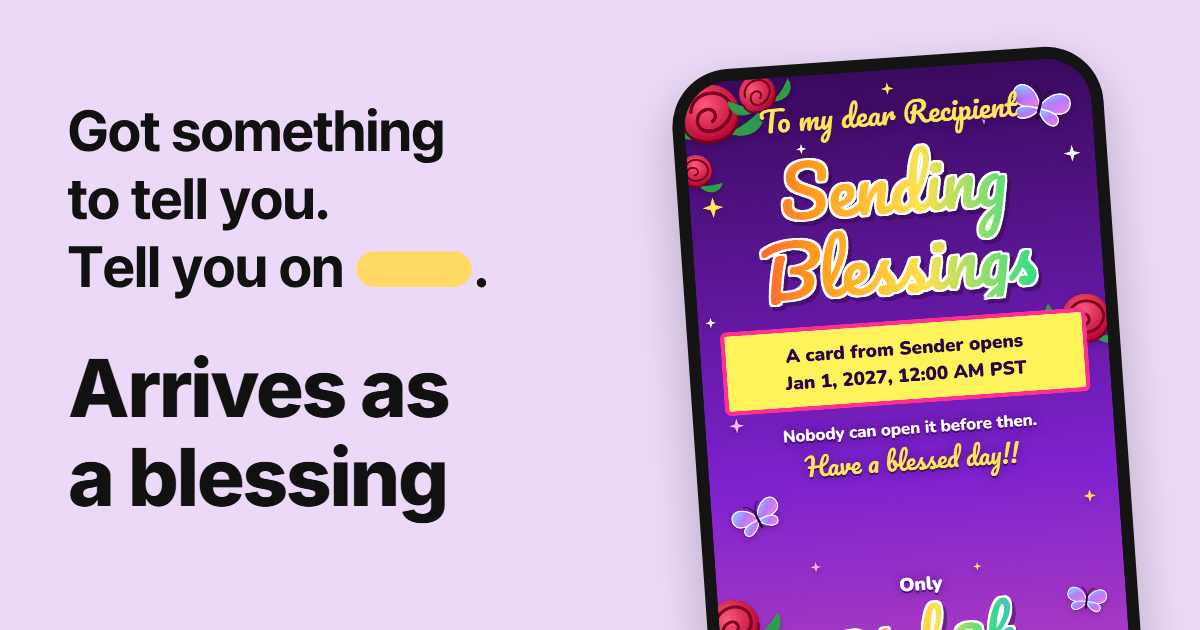 Got something
to tell you.
Tell you on .
Arrives as
a blessing
To my dear Recipient
Sending
Blessings
A card from Sender opens
Jan 1, 2027, 12:00 AM PST
Nobody can open it before then.
Have a blessed day!!
Only